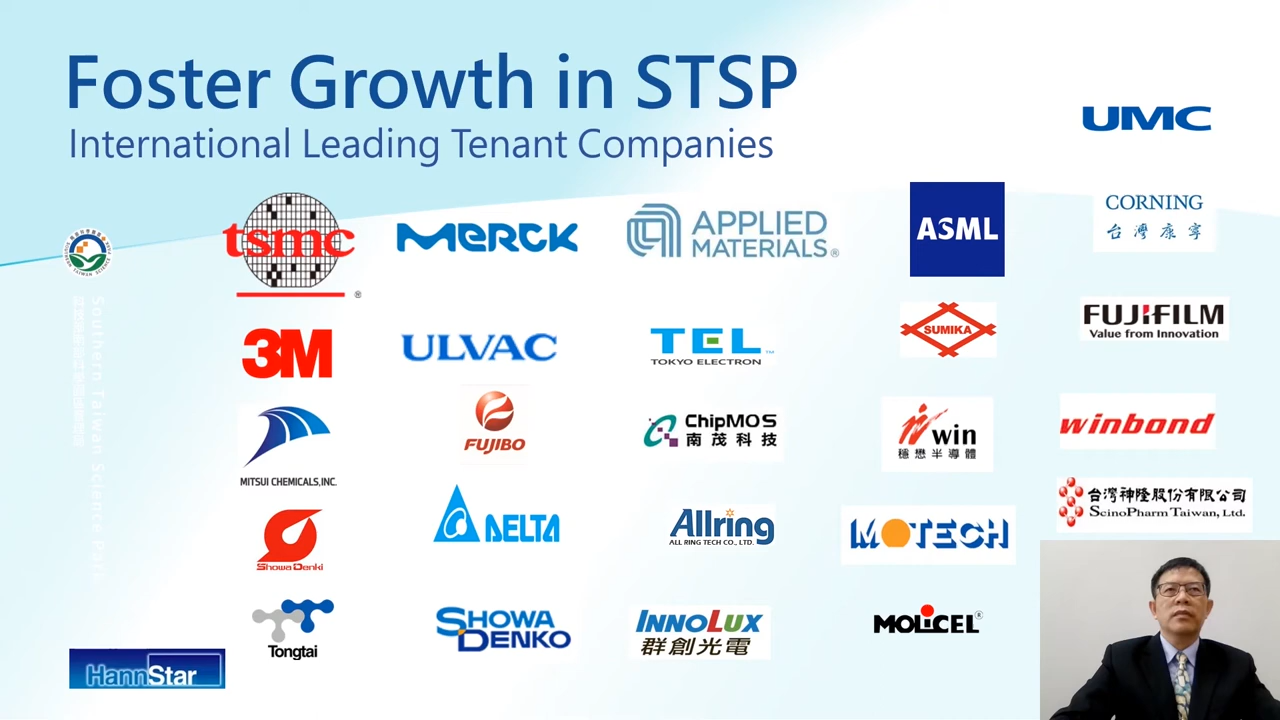 Foster Growth in STSP
International Leading Tenant Companies
UMC
tsmc
®
MERCK
APPLIED
MATERIALS®
ASML
CORNING
台灣康寧
3M
ULVAC
TEL
TOKYO ELECTRON
TM
SUMIKA
FUJIFILM
Value from Innovation
MITSUI CHEMICALS,INC.
FUJIBO
ChipMOS
南茂科技
win
穩懋半導體
winbond
Showa Denki
DELTA
Allring
ALL RING TECH CO., LTD.
MOTECH
台灣神隆股份有限公司
ScinoPharm Taiwan, Ltd.
Tongtai
SHOWA
DENKO
INNOLUX
群創光電
MOLICEL®
HannStar
Southern Taiwan Science Park